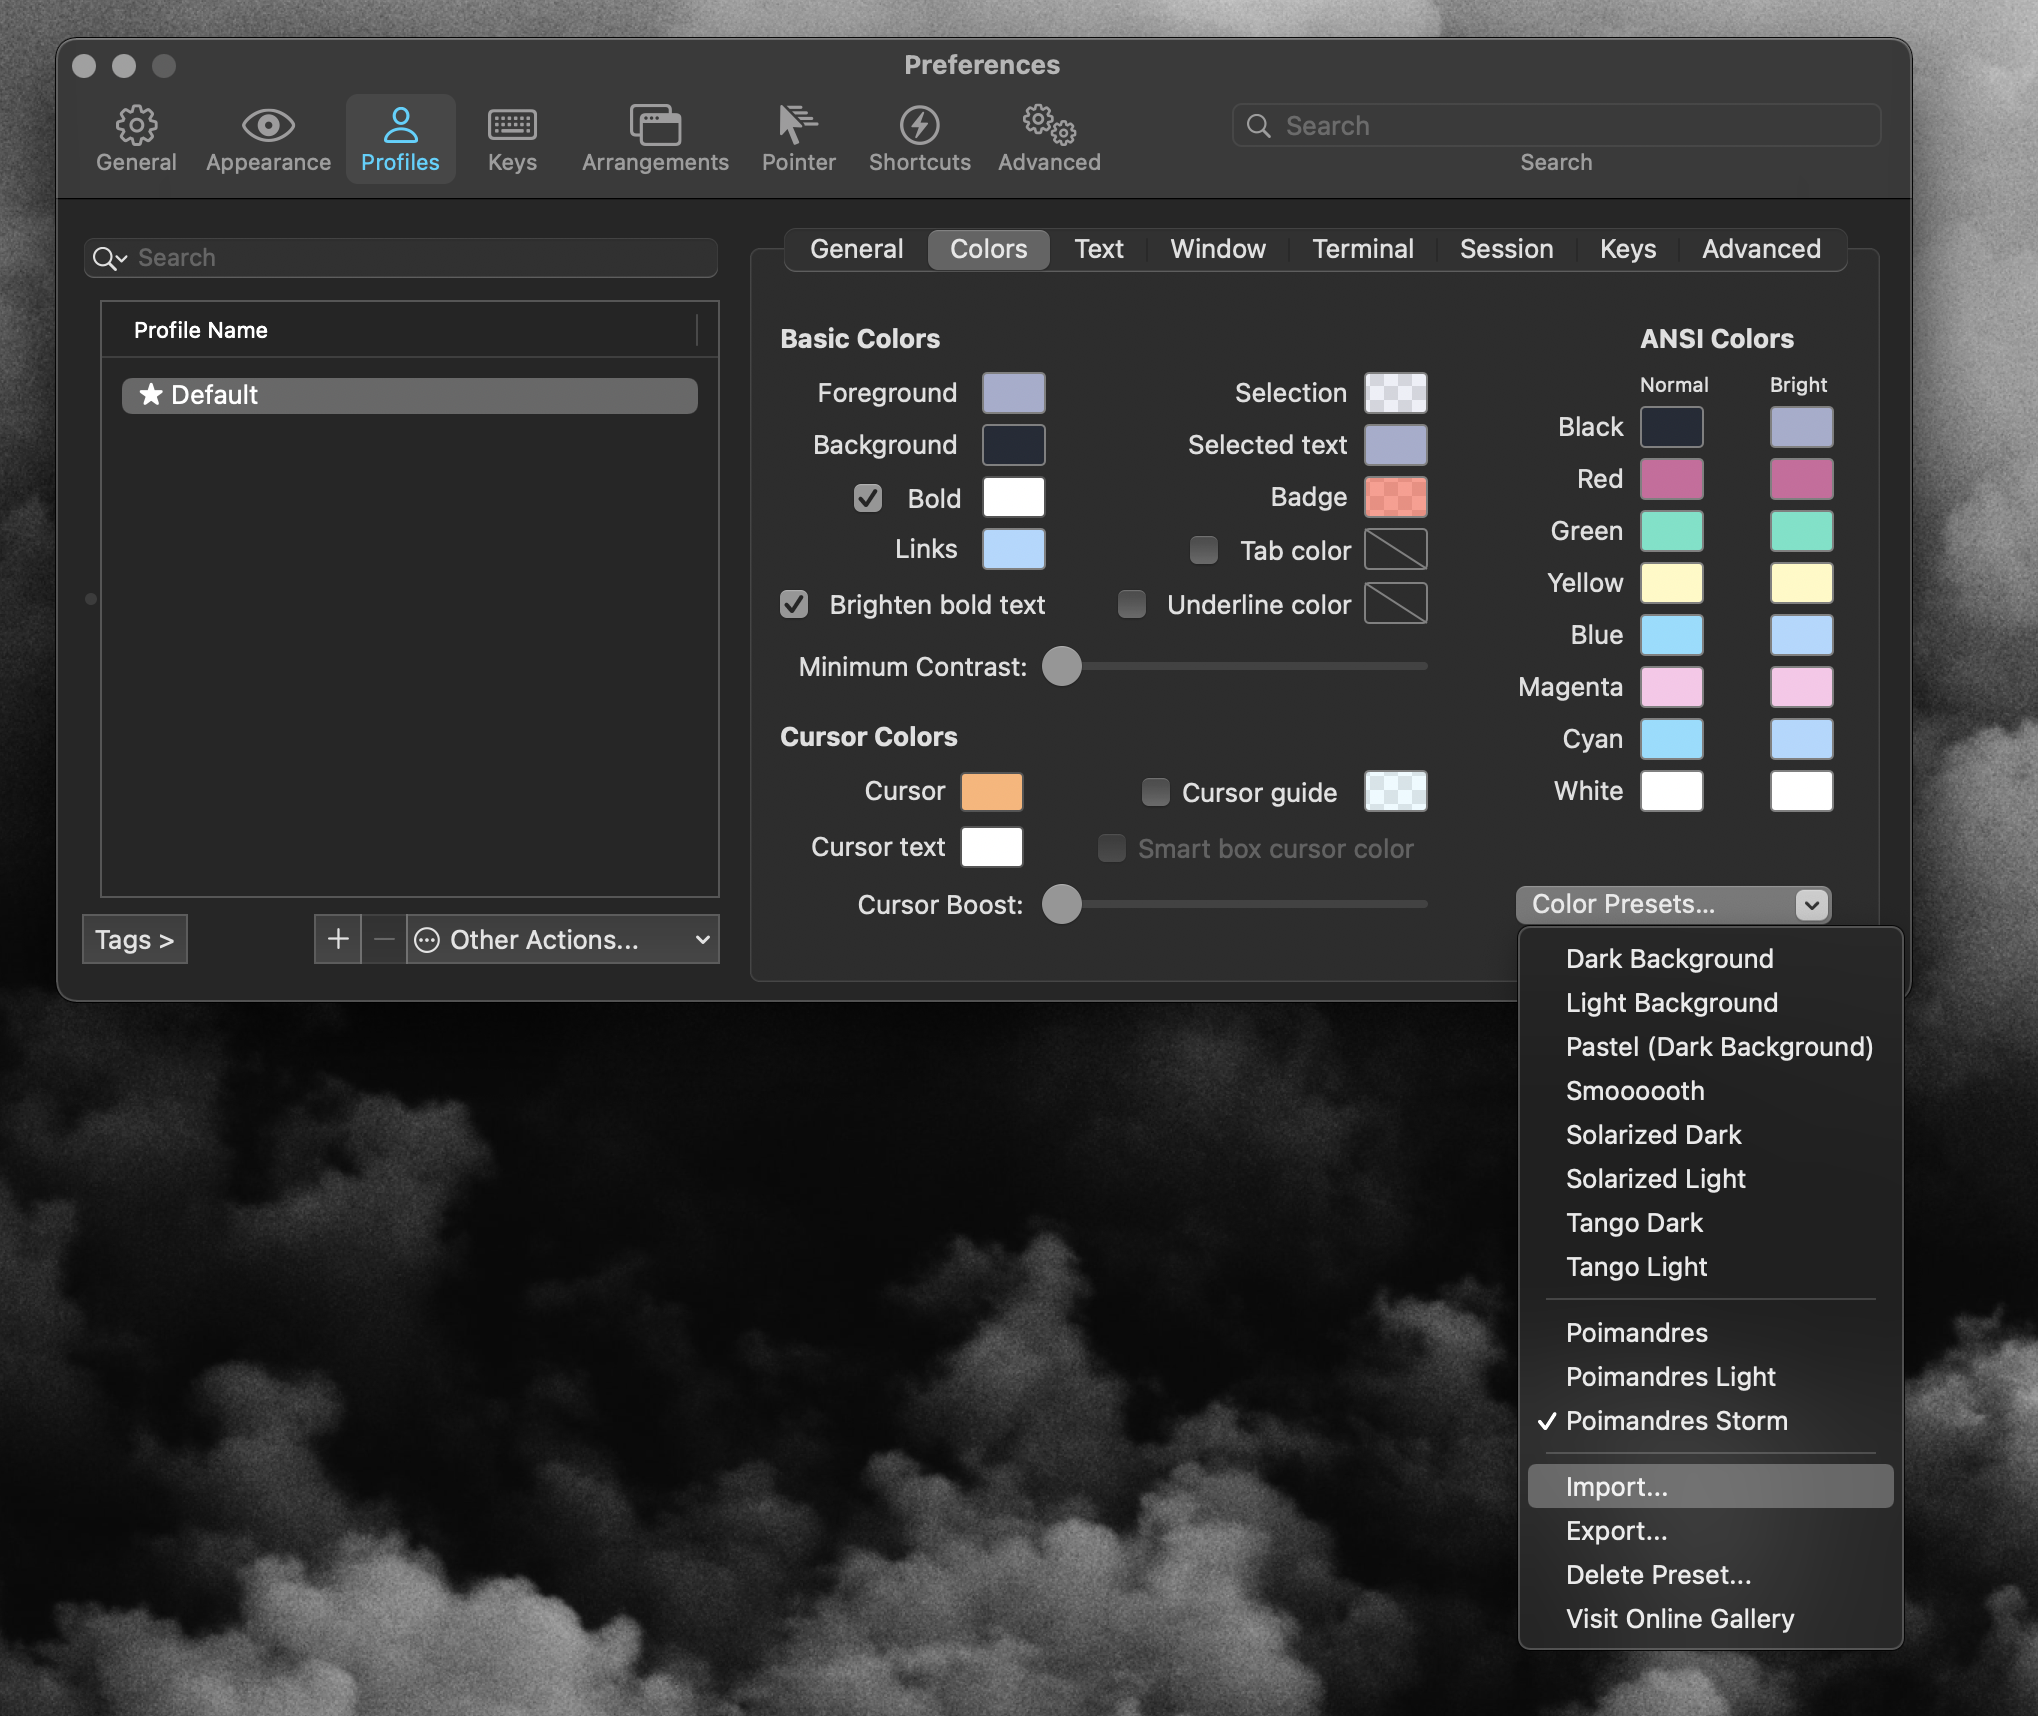 Preferences
General
Appearance
Profiles
Keys
Arrangements
Pointer
Shortcuts
Advanced
Search
Search
Search
Profile Name
★ Default
Tags >
+
−
Other Actions...
General
Colors
Text
Window
Terminal
Session
Keys
Advanced
Basic Colors
Foreground
Background
Bold
Links
Brighten bold text
Selection
Selected text
Badge
Tab color
Underline color
Minimum Contrast:
Cursor Colors
Cursor
Cursor text
Cursor guide
Smart box cursor color
Cursor Boost:
ANSI Colors
Normal Bright
Black
Red
Green
Yellow
Blue
Magenta
Cyan
White
Color Presets...
Dark Background
Light Background
Pastel (Dark Background)
Smoooooth
Solarized Dark
Solarized Light
Tango Dark
Tango Light
Poimandres
Poimandres Light
✓ Poimandres Storm
Import...
Export...
Delete Preset...
Visit Online Gallery